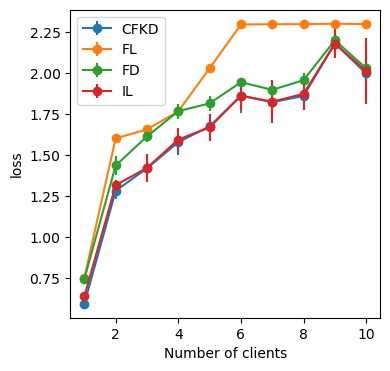 CFKD
FL
FD
IL
2.25
2.00
1.75
1.50
1.25
1.00
0.75
loss
2 4 6 8 10
Number of clients